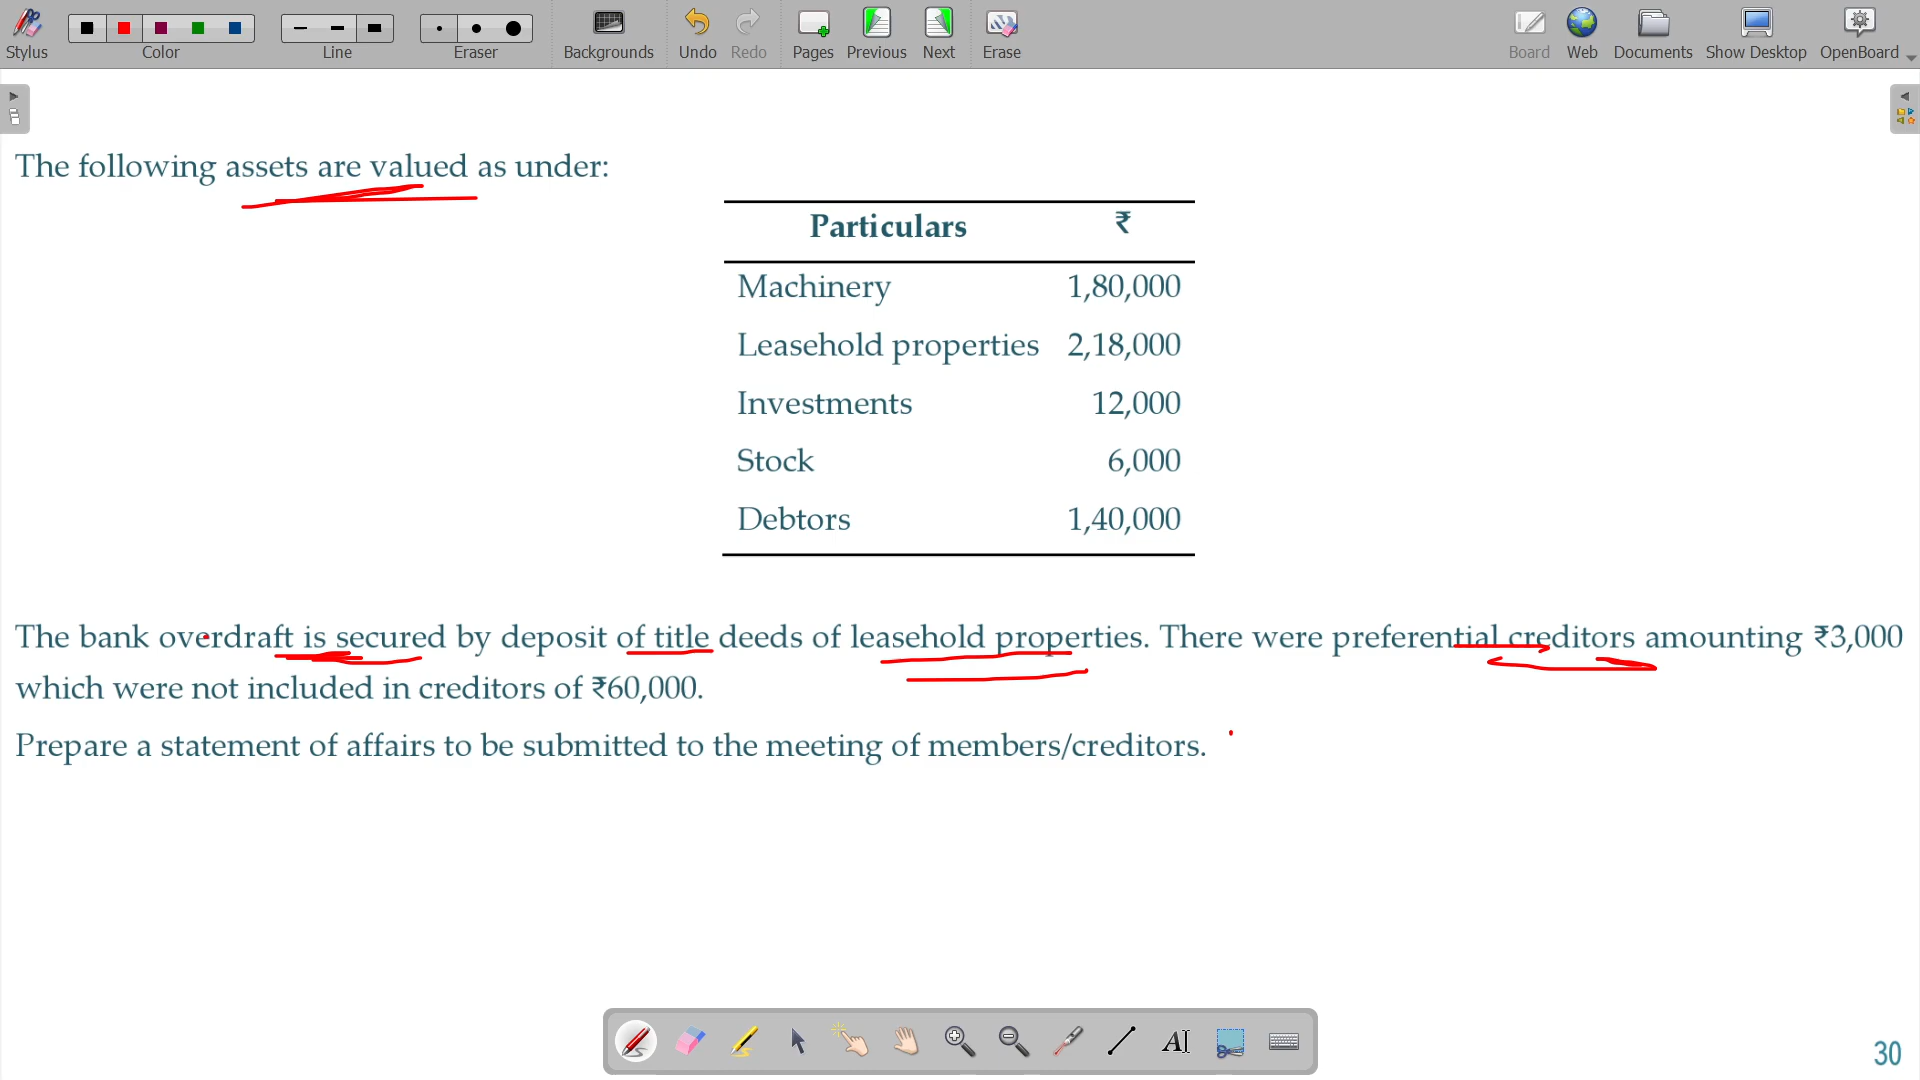 Stylus Color Line Eraser Backgrounds Undo Redo Pages Previous Next Erase Board Web Documents Show Desktop OpenBoard
The following assets are valued as under:
Particulars ₹
Machinery 1,80,000
Leasehold properties 2,18,000
Investments 12,000
Stock 6,000
Debtors 1,40,000
The bank overdraft is secured by deposit of title deeds of leasehold properties. There were preferential creditors amounting ₹3,000
which were not included in creditors of ₹60,000.
Prepare a statement of affairs to be submitted to the meeting of members/creditors.
AI
30